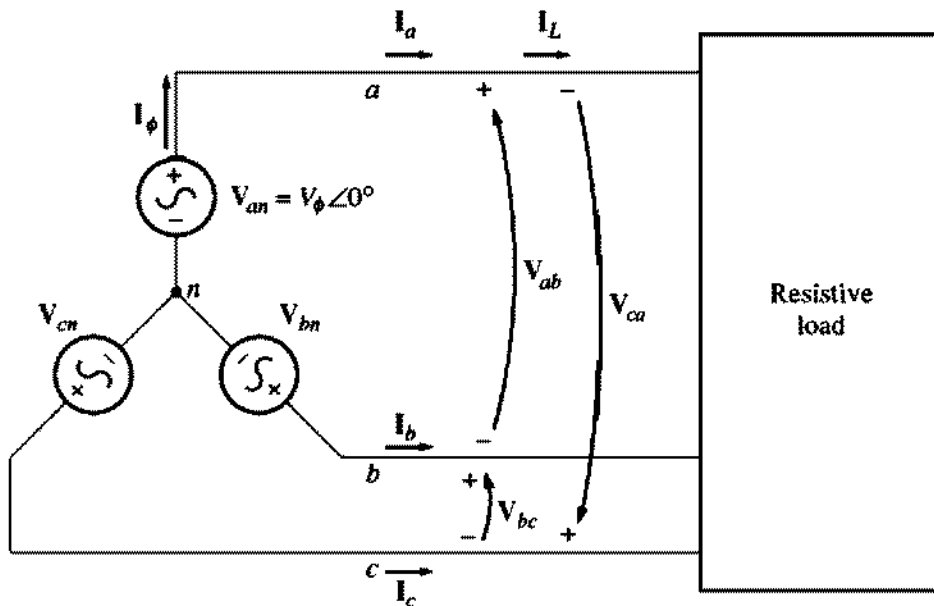 I_a I_L
a + −
I_ϕ
+
V_an = V_ϕ∠0°
−
n
V_ab
V_ca
Resistive
load
V_cn V_bn
− −
+ +
I_b
−
b +
V_bc
− +
c
I_c